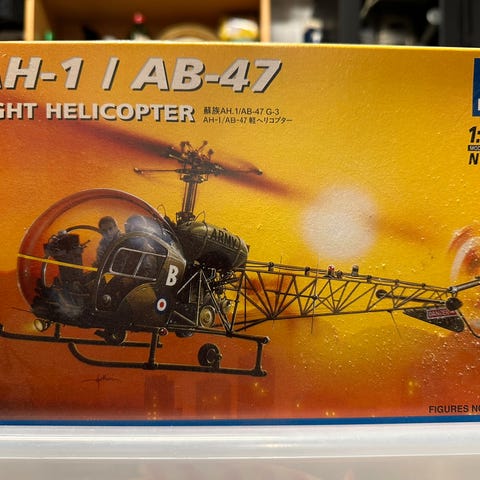 AH-1 / AB-47
GHT HELICOPTER
蘇族AH.1/AB-47 G-3
AH-1/AB-47 軽ヘリコプター
1:
N
ARMY
B
DANGER
FIGURES NO